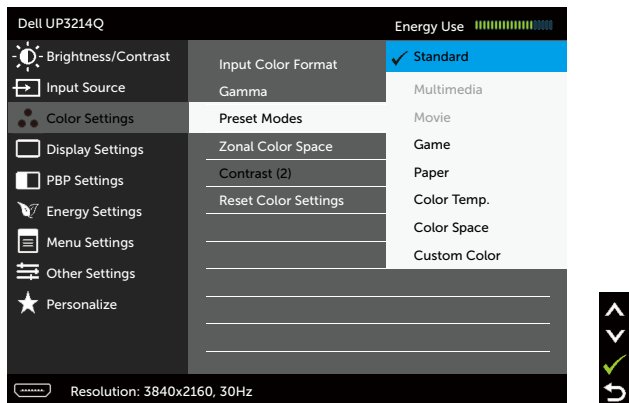 Dell UP3214Q
Energy Use
Brightness/Contrast
Input Source
Color Settings
Display Settings
PBP Settings
Energy Settings
Menu Settings
Other Settings
Personalize
Input Color Format
Gamma
Preset Modes
Zonal Color Space
Contrast (2)
Reset Color Settings
Standard
Multimedia
Movie
Game
Paper
Color Temp.
Color Space
Custom Color
Resolution: 3840x2160, 30Hz